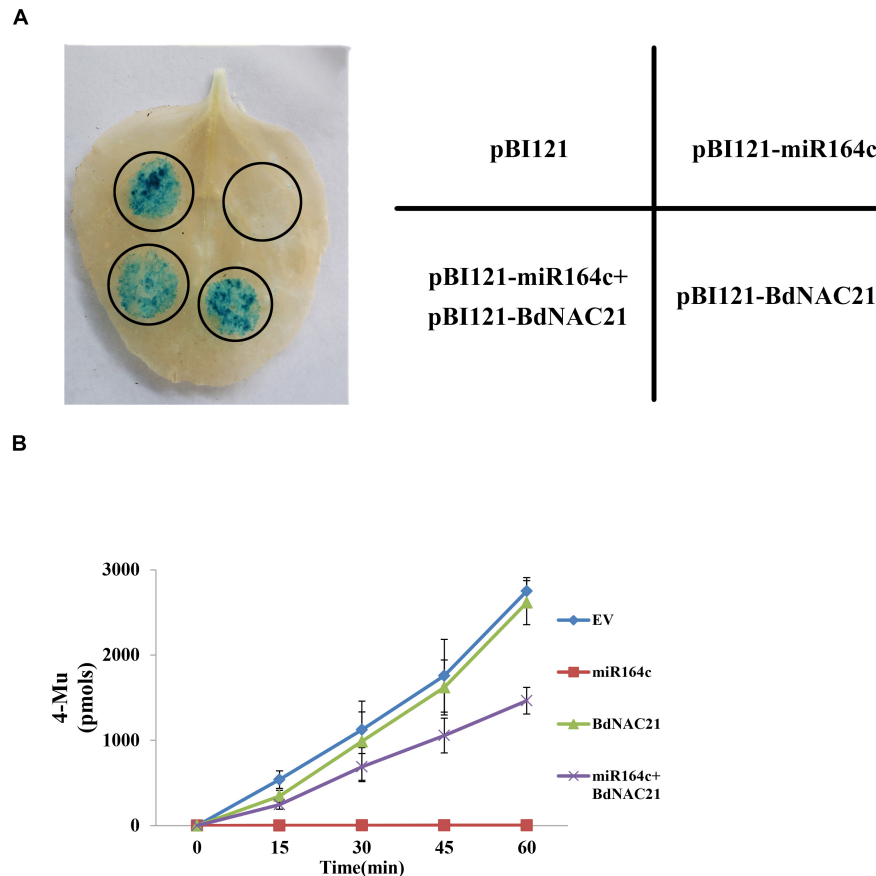 A
pBI121
pBI121-miR164c
pBI121-miR164c+
pBI121-BdNAC21
pBI121-BdNAC21
B
3000
2000
1000
0
4-Mu
(pmols)
0 15 30 45 60
Time(min)
EV
miR164c
BdNAC21
miR164c+
BdNAC21